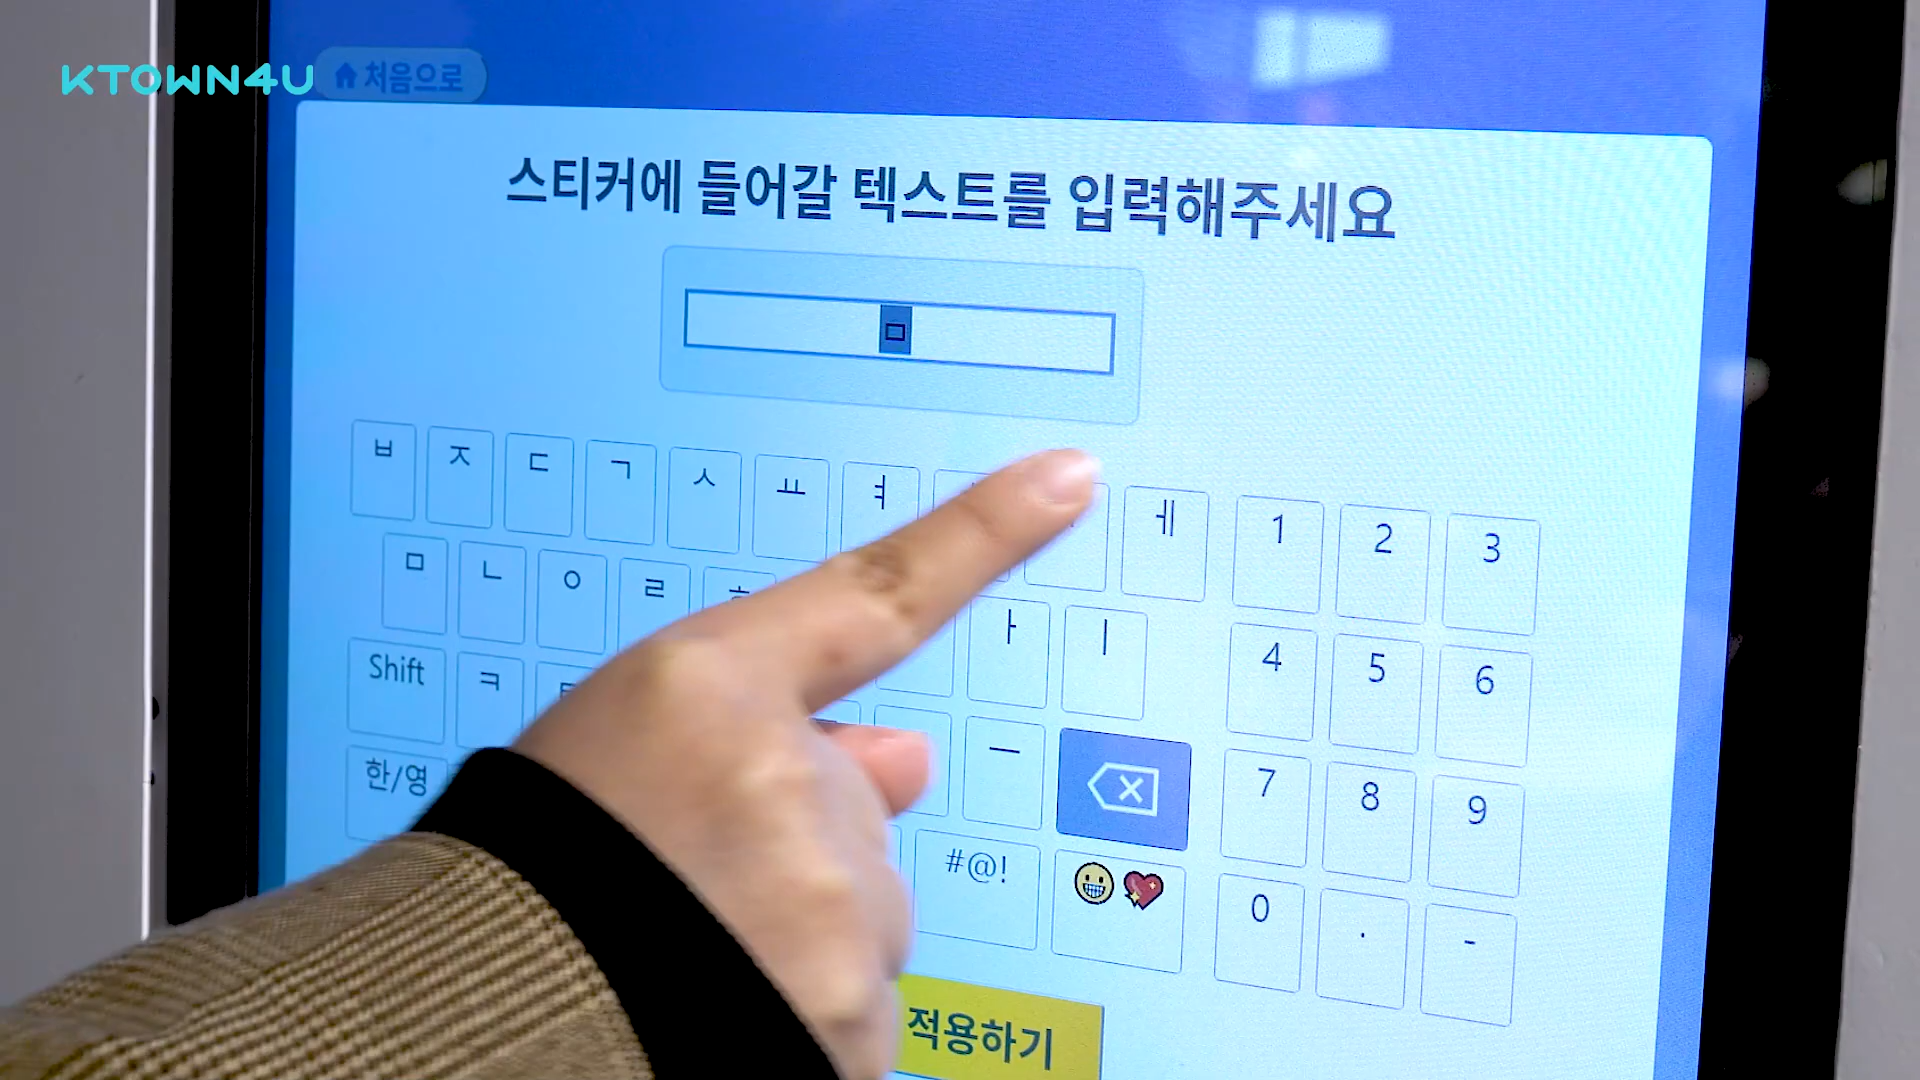 KTOWN4U
처음으로
스티커에 들어갈 텍스트를 입력해주세요
ㅁ
ㅂ ㅈ ㄷ ㄱ ㅅ ㅛ ㅕ ㅔ 1 2 3
ㅁ ㄴ ㅇ ㄹ ㅎ ㅏ ㅣ 4 5 6
Shift ㅋ ㅡ 7 8 9
한/영 #@! 0 . -
적용하기